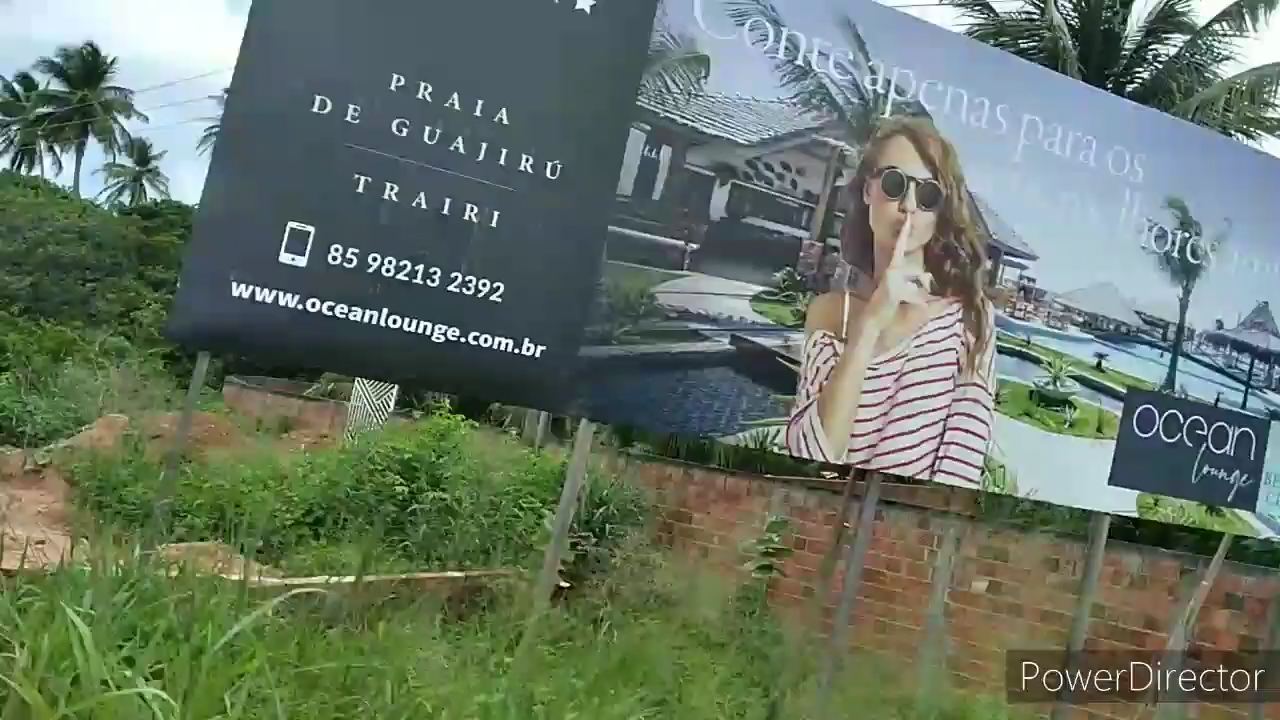 PRAIA
DE GUAJIRÚ
TRAIRI
85 98213 2392
www.oceanlounge.com.br
Conte apenas para os
ocean
lounge
PowerDirector